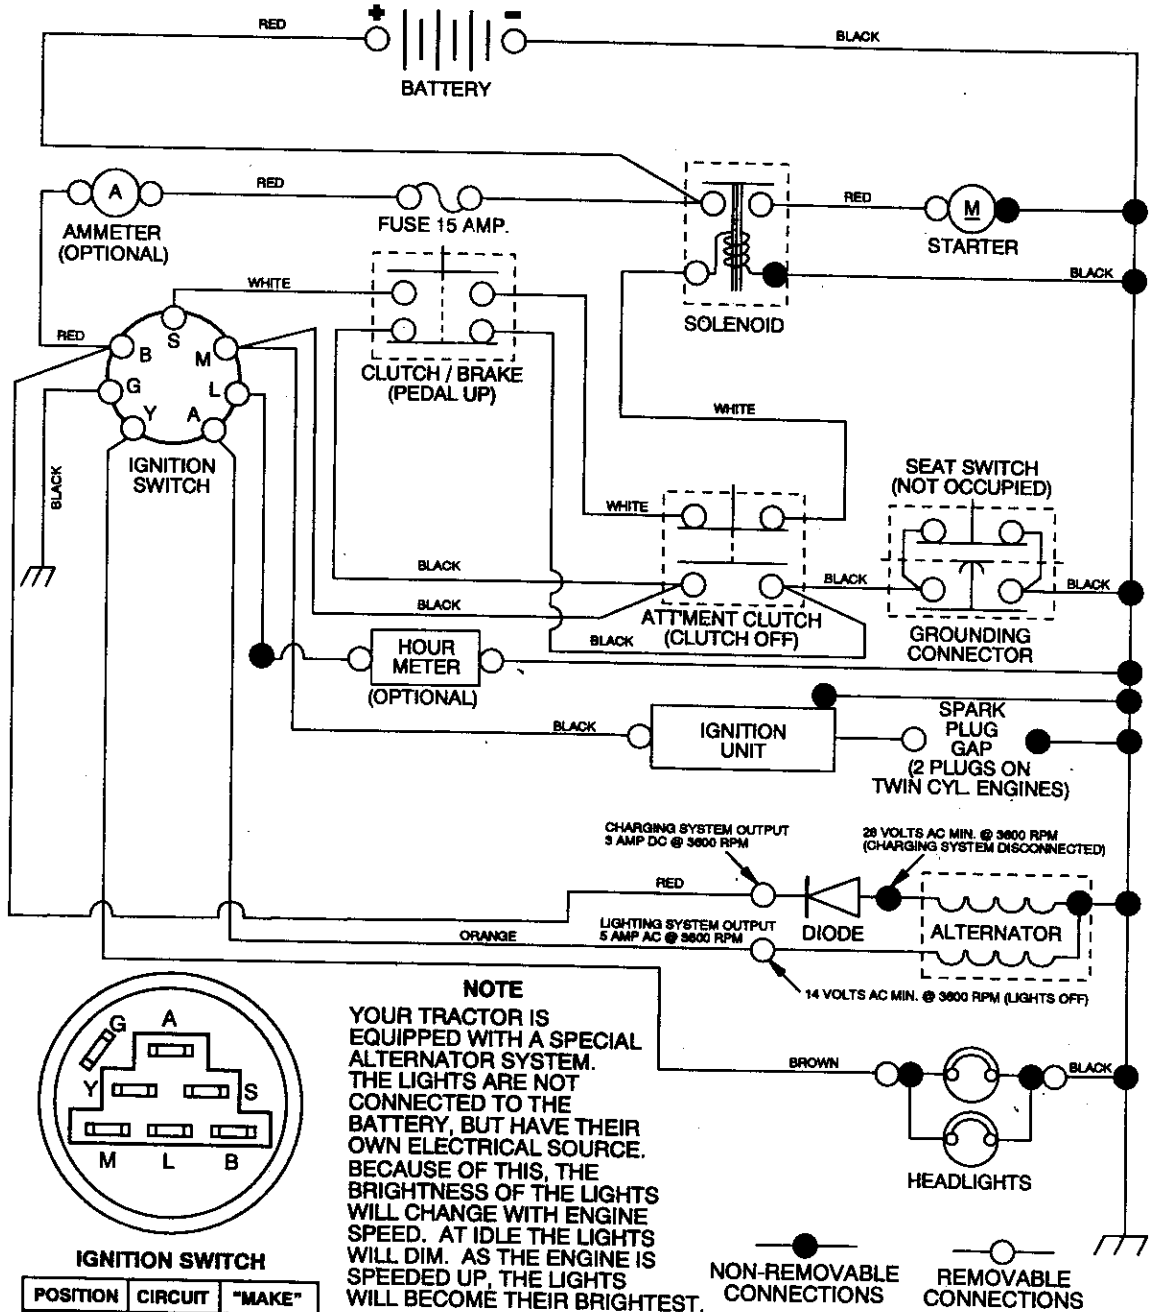 + -
RED
BLACK
BATTERY
A
RED
RED
M
AMMETER
(OPTIONAL)
FUSE 15 AMP.
STARTER
WHITE
BLACK
SOLENOID
RED
S
B
M
G
L
Y
A
CLUTCH / BRAKE
(PEDAL UP)
WHITE
IGNITION
SWITCH
BLACK
SEAT SWITCH
(NOT OCCUPIED)
WHITE
BLACK
BLACK
BLACK
BLACK
BLACK
ATT'MENT CLUTCH
(CLUTCH OFF)
GROUNDING
CONNECTOR
HOUR
METER
(OPTIONAL)
BLACK
IGNITION
UNIT
SPARK
PLUG
GAP
(2 PLUGS ON
TWIN CYL. ENGINES)
CHARGING SYSTEM OUTPUT
3 AMP DC @ 3600 RPM
28 VOLTS AC MIN. @ 3600 RPM
(CHARGING SYSTEM DISCONNECTED)
RED
DIODE
ALTERNATOR
LIGHTING SYSTEM OUTPUT
5 AMP AC @ 3600 RPM
ORANGE
14 VOLTS AC MIN. @ 3600 RPM (LIGHTS OFF)
BROWN
BLACK
HEADLIGHTS
G
A
Y
S
M
L
B
IGNITION SWITCH
POSITION CIRCUIT "MAKE"
NOTE
YOUR TRACTOR IS
EQUIPPED WITH A SPECIAL
ALTERNATOR SYSTEM.
THE LIGHTS ARE NOT
CONNECTED TO THE
BATTERY, BUT HAVE THEIR
OWN ELECTRICAL SOURCE.
BECAUSE OF THIS, THE
BRIGHTNESS OF THE LIGHTS
WILL CHANGE WITH ENGINE
SPEED. AT IDLE THE LIGHTS
WILL DIM. AS THE ENGINE IS
SPEEDED UP, THE LIGHTS
WILL BECOME THEIR BRIGHTEST.
NON-REMOVABLE
CONNECTIONS
REMOVABLE
CONNECTIONS